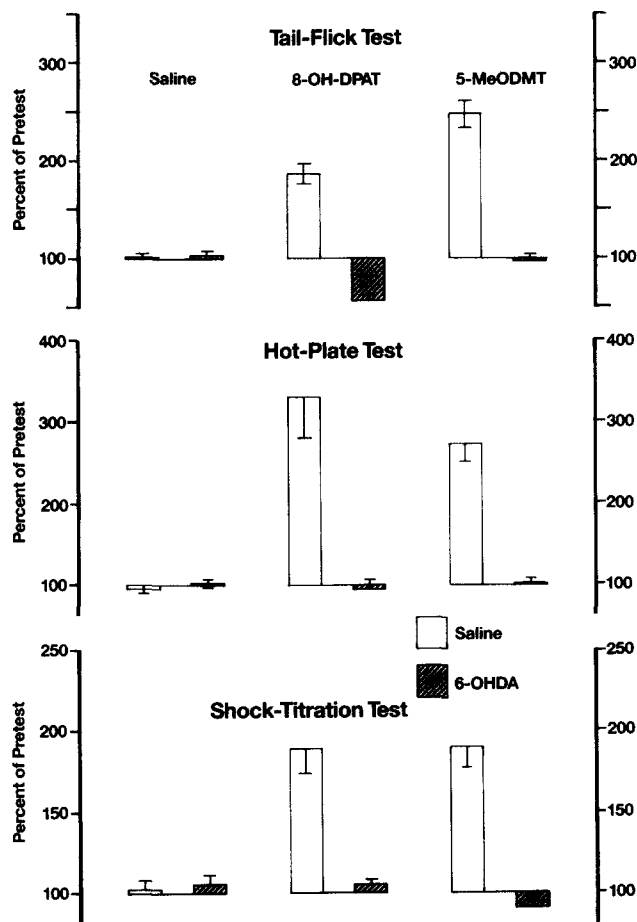 Tail-Flick Test
Saline 8-OH-DPAT 5-MeODMT
Percent of Pretest
300
200
100
300
200
100
Hot-Plate Test
Percent of Pretest
400
300
200
100
400
300
200
100
Saline
6-OHDA
Shock-Titration Test
Percent of Pretest
250
200
150
100
250
200
150
100